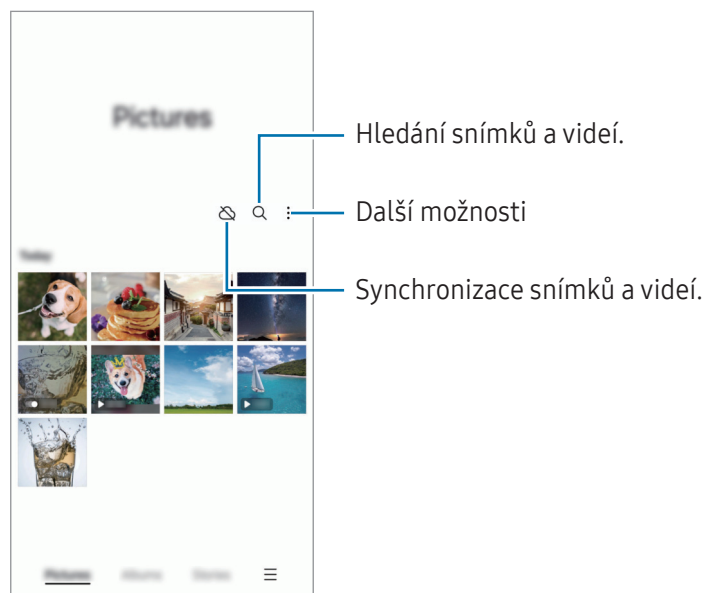 Pictures
Hledání snímků a videí.
Další možnosti
Today
Synchronizace snímků a videí.
Pictures Albums Stories